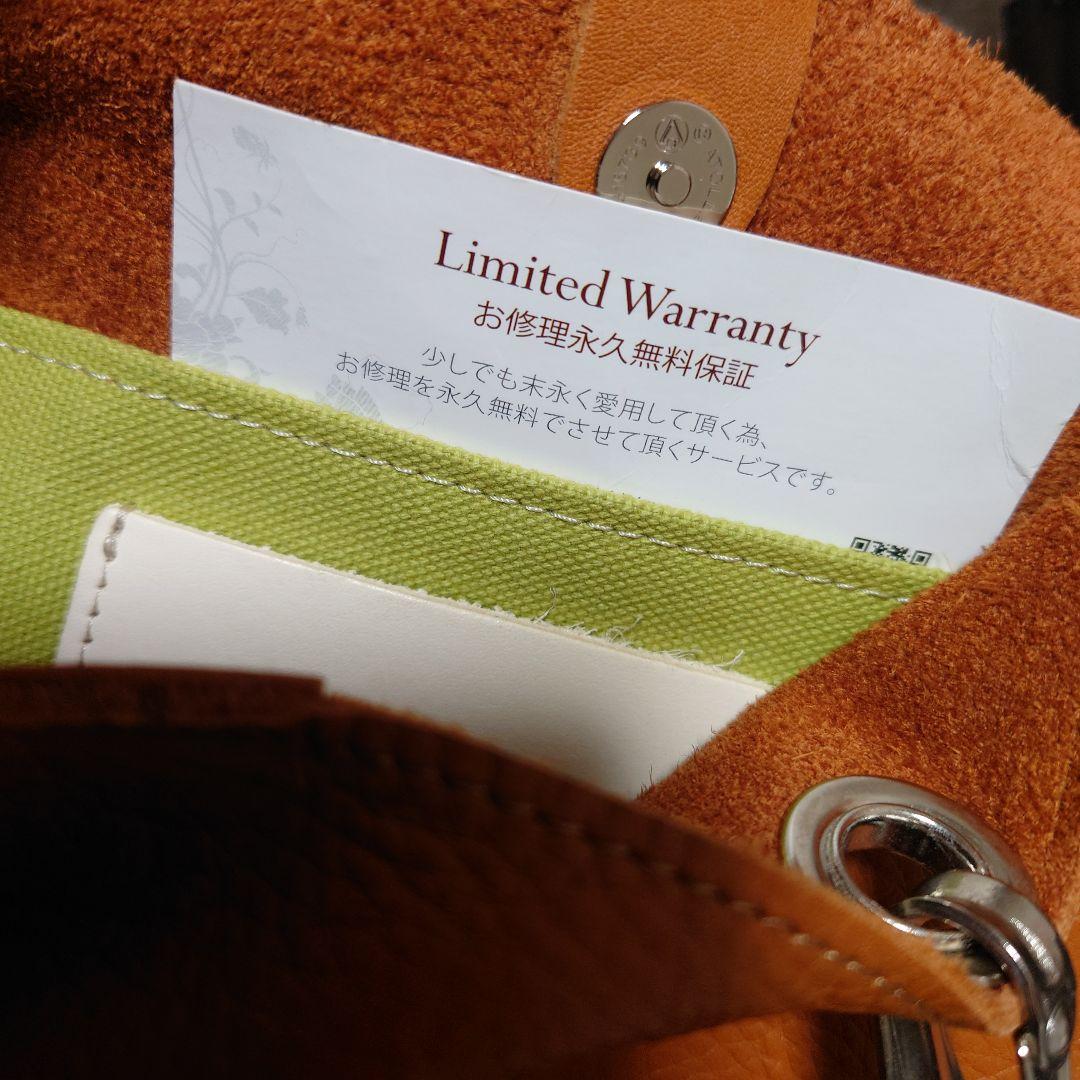 Limited Warranty
お修理永久無料保証
少しでも末永く愛用して頂く為、
お修理を永久無料でさせて頂くサービスです。